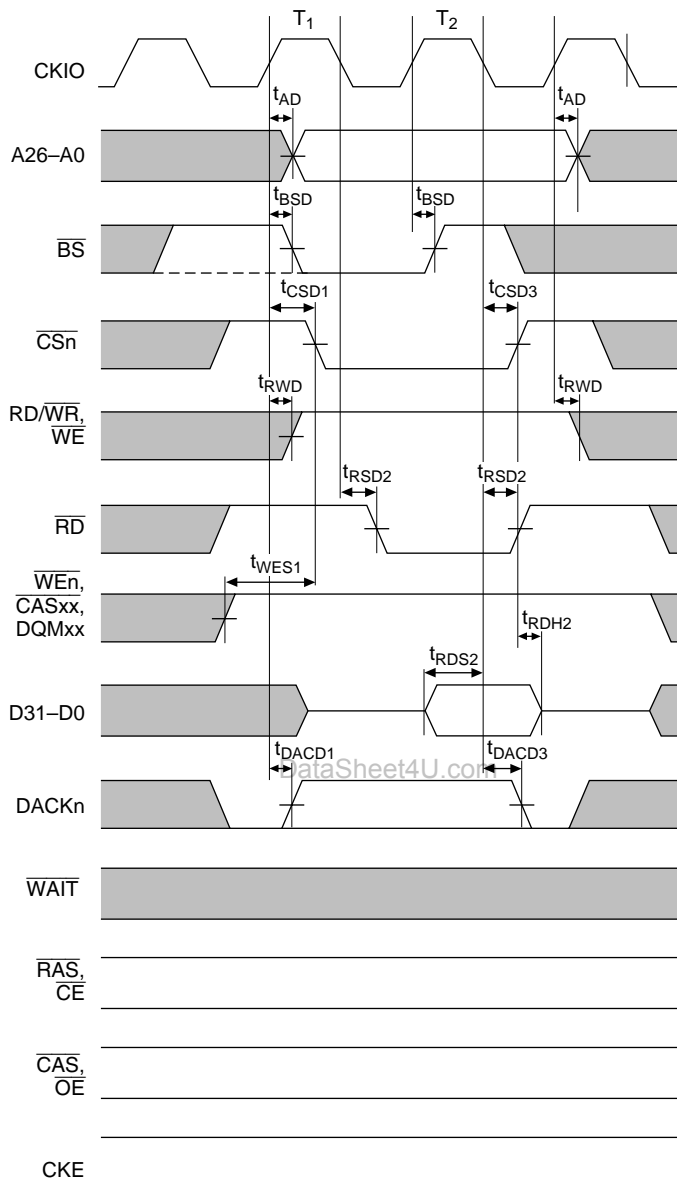 T1 T2
CKIO
tAD tAD
A26–A0
tBSD tBSD
BS
tCSD1 tCSD3
CSn
tRWD tRWD
RD/WR,
WE
tRSD2 tRSD2
RD
tWES1
WEn,
CASxx,
DQMxx
tRDH2
tRDS2
D31–D0
tDACD1 tDACD3
DataSheet4U.com
DACKn
WAIT
RAS,
CE
CAS,
OE
CKE